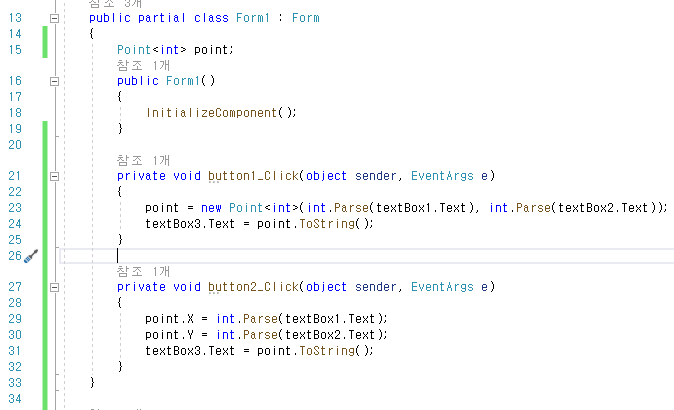 참조 3개
13 public partial class Form1 : Form
14 {
15 Point<int> point;
참조 1개
16 public Form1()
17 {
18 InitializeComponent();
19 }
20
참조 1개
21 private void button1_Click(object sender, EventArgs e)
22 {
23 point = new Point<int>(int.Parse(textBox1.Text), int.Parse(textBox2.Text));
24 textBox3.Text = point.ToString();
25 }
26
참조 1개
27 private void button2_Click(object sender, EventArgs e)
28 {
29 point.X = int.Parse(textBox1.Text);
30 point.Y = int.Parse(textBox2.Text);
31 textBox3.Text = point.ToString();
32 }
33 }
34